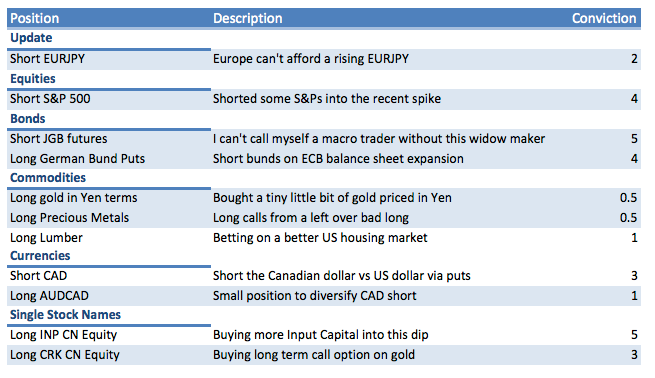 Position Description Conviction
Update
Short EURJPY Europe can't afford a rising EURJPY 2
Equities
Short S&P 500 Shorted some S&Ps into the recent spike 4
Bonds
Short JGB futures I can't call myself a macro trader without this widow maker 5
Long German Bund Puts Short bunds on ECB balance sheet expansion 4
Commodities
Long gold in Yen terms Bought a tiny little bit of gold priced in Yen 0.5
Long Precious Metals Long calls from a left over bad long 0.5
Long Lumber Betting on a better US housing market 1
Currencies
Short CAD Short the Canadian dollar vs US dollar via puts 3
Long AUDCAD Small position to diversify CAD short 1
Single Stock Names
Long INP CN Equity Buying more Input Capital into this dip 5
Long CRK CN Equity Buying long term call option on gold 3